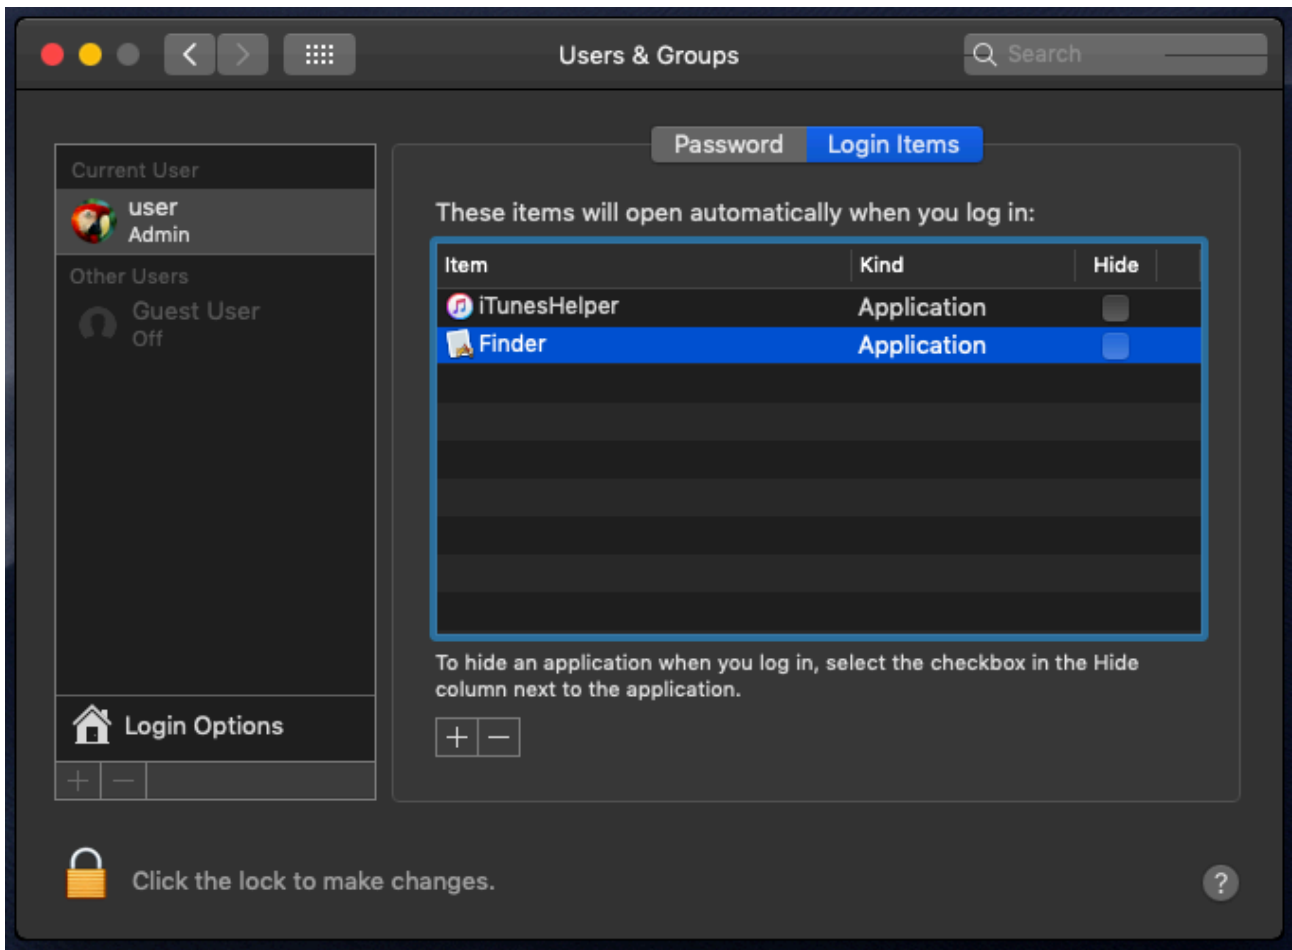 Users & Groups
Search
Password
Login Items
Current User
user
Admin
Other Users
Guest User
Off
Login Options
These items will open automatically when you log in:
Item Kind Hide
iTunesHelper Application
Finder Application
To hide an application when you log in, select the checkbox in the Hide
column next to the application.
Click the lock to make changes.
?